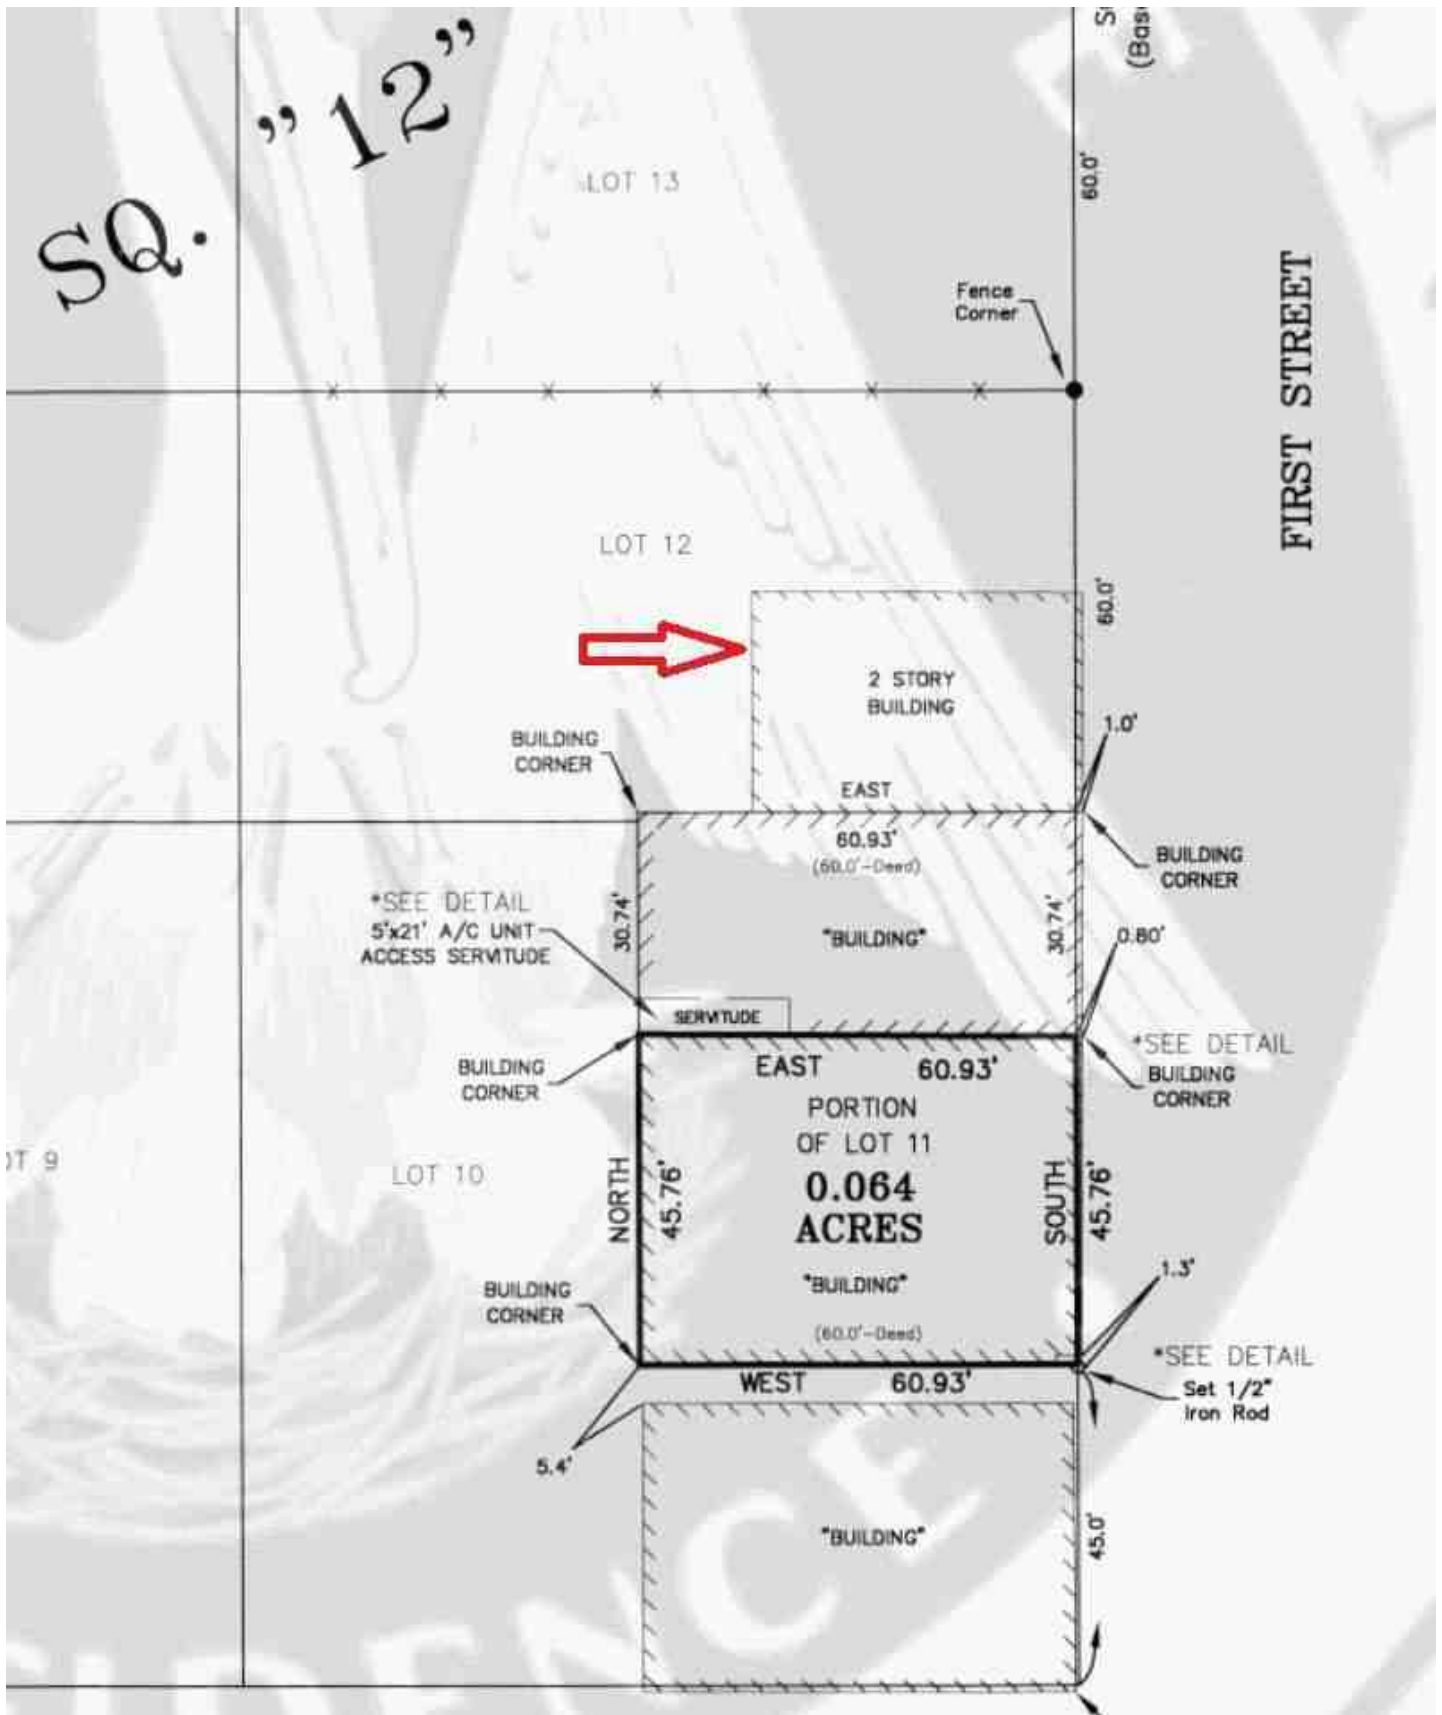 S
(Bas
" 12"
SQ.
LOT 13
60.0'
Fence
Corner
FIRST STREET
LOT 12
60.0'
2 STORY
BUILDING
1.0'
BUILDING
CORNER
EAST
60.93'
(60.0'-Deed)
BUILDING
CORNER
*SEE DETAIL
5'x21' A/C UNIT
ACCESS SERVITUDE
30.74'
"BUILDING"
30.74'
0.80'
SERVITUDE
*SEE DETAIL
BUILDING
CORNER
BUILDING
CORNER
EAST 60.93'
PORTION
OF LOT 11
0.064
ACRES
OT 9
LOT 10
NORTH
45.76'
SOUTH
45.76'
1.3'
BUILDING
CORNER
"BUILDING"
(60.0'-Deed)
*SEE DETAIL
Set 1/2"
Iron Rod
WEST 60.93'
5.4'
"BUILDING"
45.0'
IDENCE